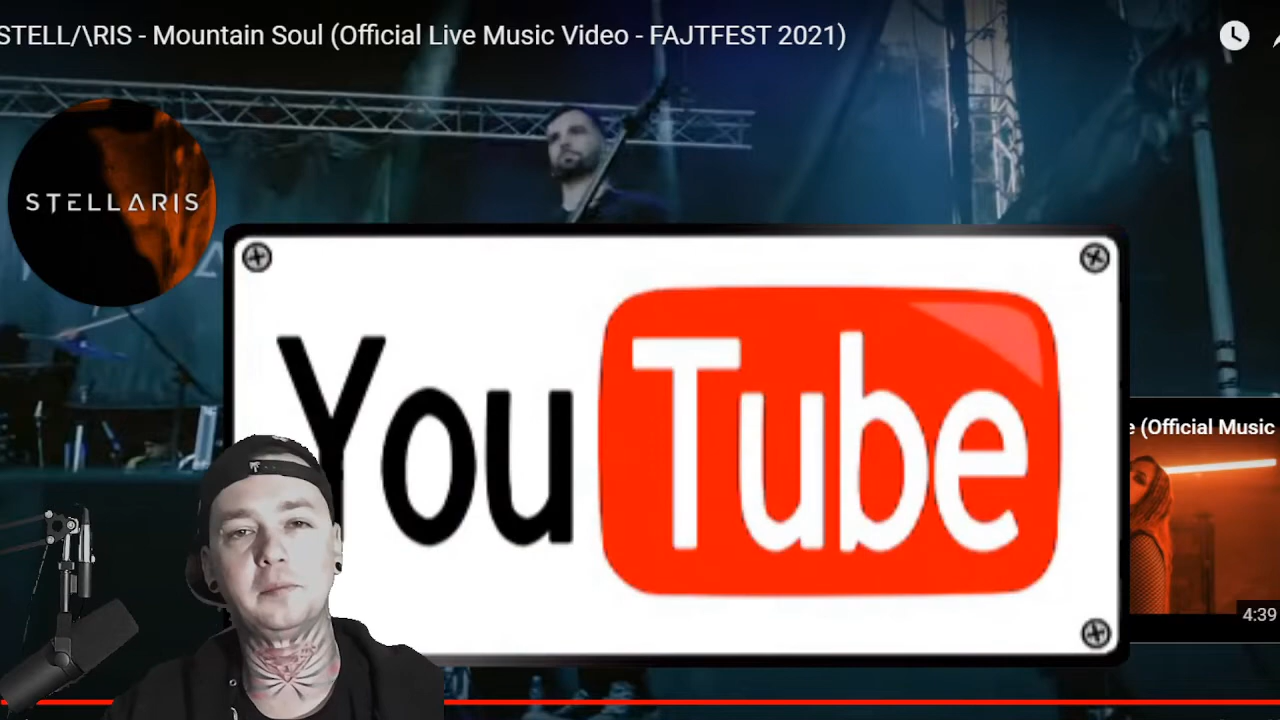 STELL/\RIS - Mountain Soul (Official Live Music Video - FAJTFEST 2021)
STELLARIS
YouTube
e (Official Music
4:39